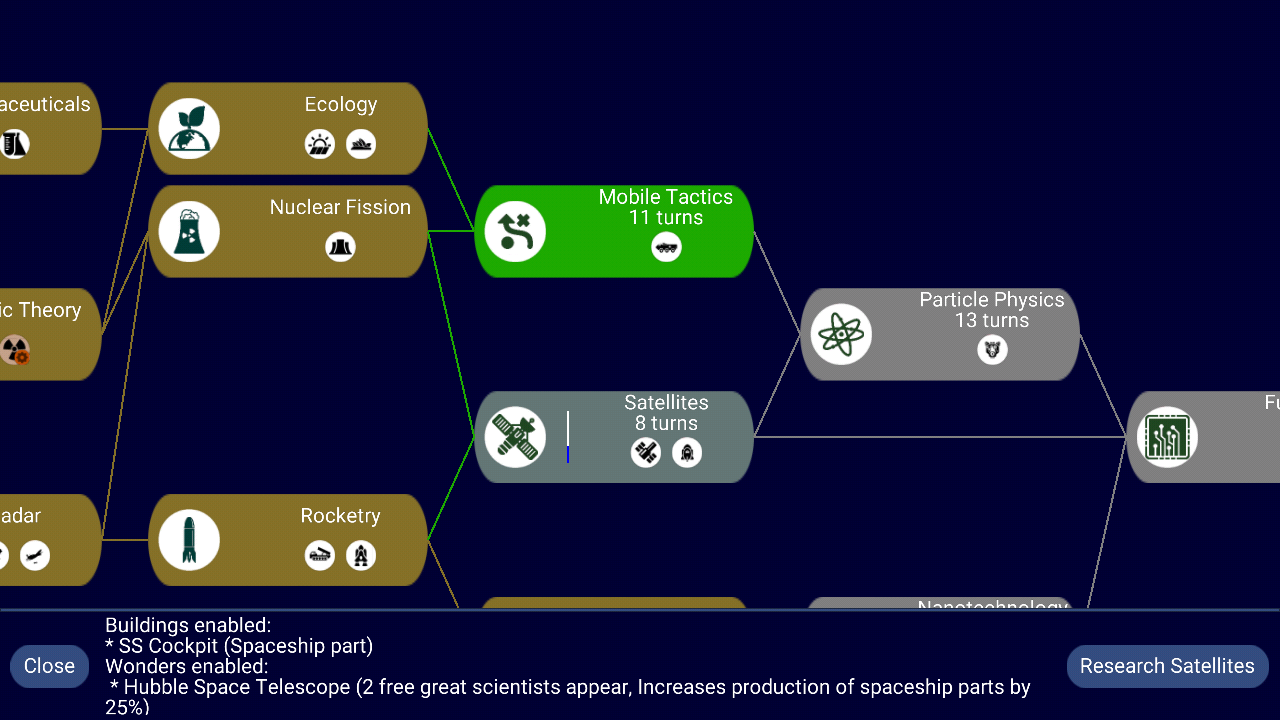 aceuticals
Ecology
Nuclear Fission
Mobile Tactics
11 turns
ic Theory
Particle Physics
13 turns
Satellites
8 turns
Fu
adar
Rocketry
Nanotechnology
Close
Buildings enabled:
* SS Cockpit (Spaceship part)
Wonders enabled:
* Hubble Space Telescope (2 free great scientists appear, Increases production of spaceship parts by
25%)
Research Satellites